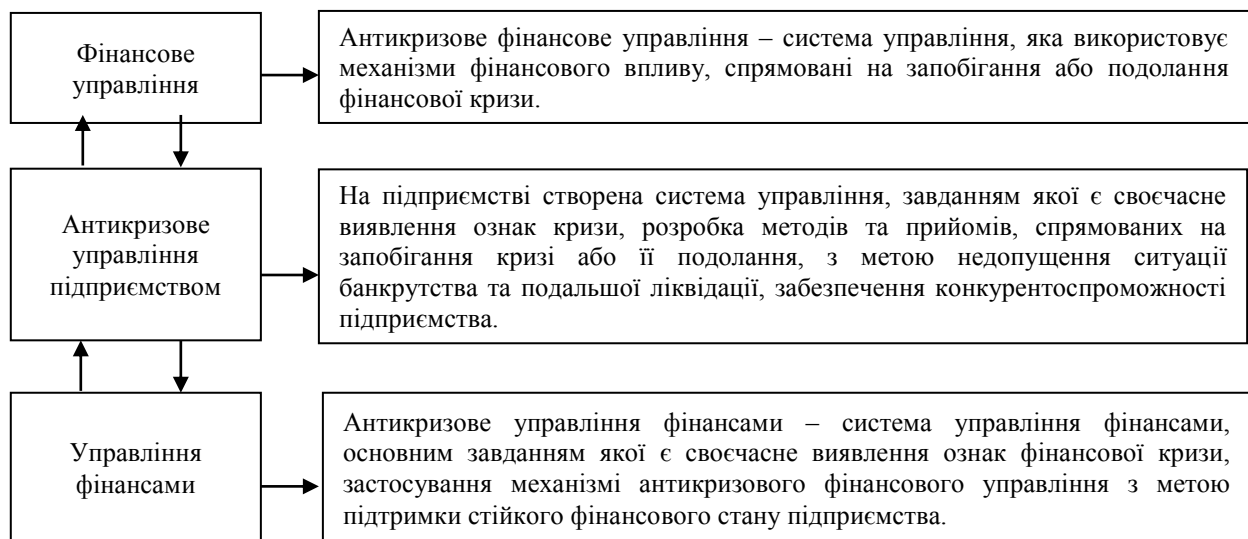 Фінансове
управління
Антикризове фінансове управління – система управління, яка використовує
механізми фінансового впливу, спрямовані на запобігання або подолання
фінансової кризи.
Антикризове
управління
підприємством
На підприємстві створена система управління, завданням якої є своєчасне
виявлення ознак кризи, розробка методів та прийомів, спрямованих на
запобігання кризі або її подолання, з метою недопущення ситуації
банкрутства та подальшої ліквідації, забезпечення конкурентоспроможності
підприємства.
Управління
фінансами
Антикризове управління фінансами – система управління фінансами,
основним завданням якої є своєчасне виявлення ознак фінансової кризи,
застосування механізмі антикризового фінансового управління з метою
підтримки стійкого фінансового стану підприємства.